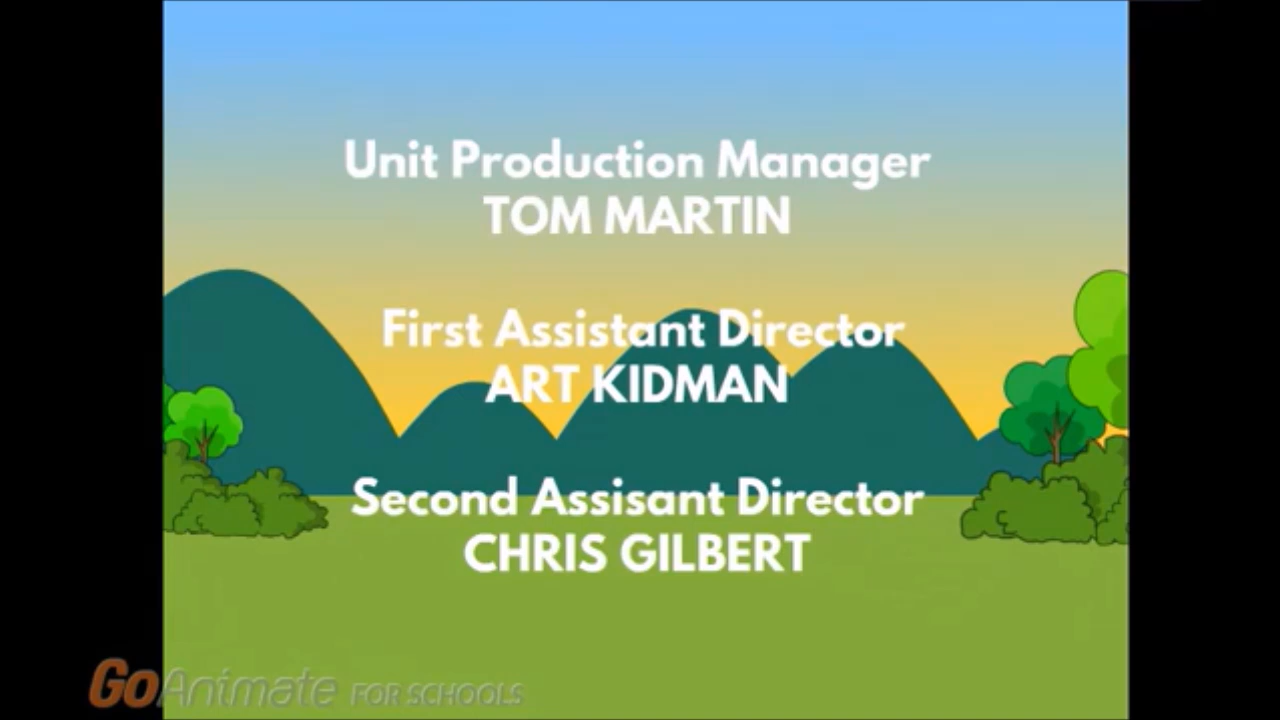 Unit Production Manager
TOM MARTIN
First Assistant Director
ART KIDMAN
Second Assisant Director
CHRIS GILBERT
GoAnimate FOR SCHOOLS